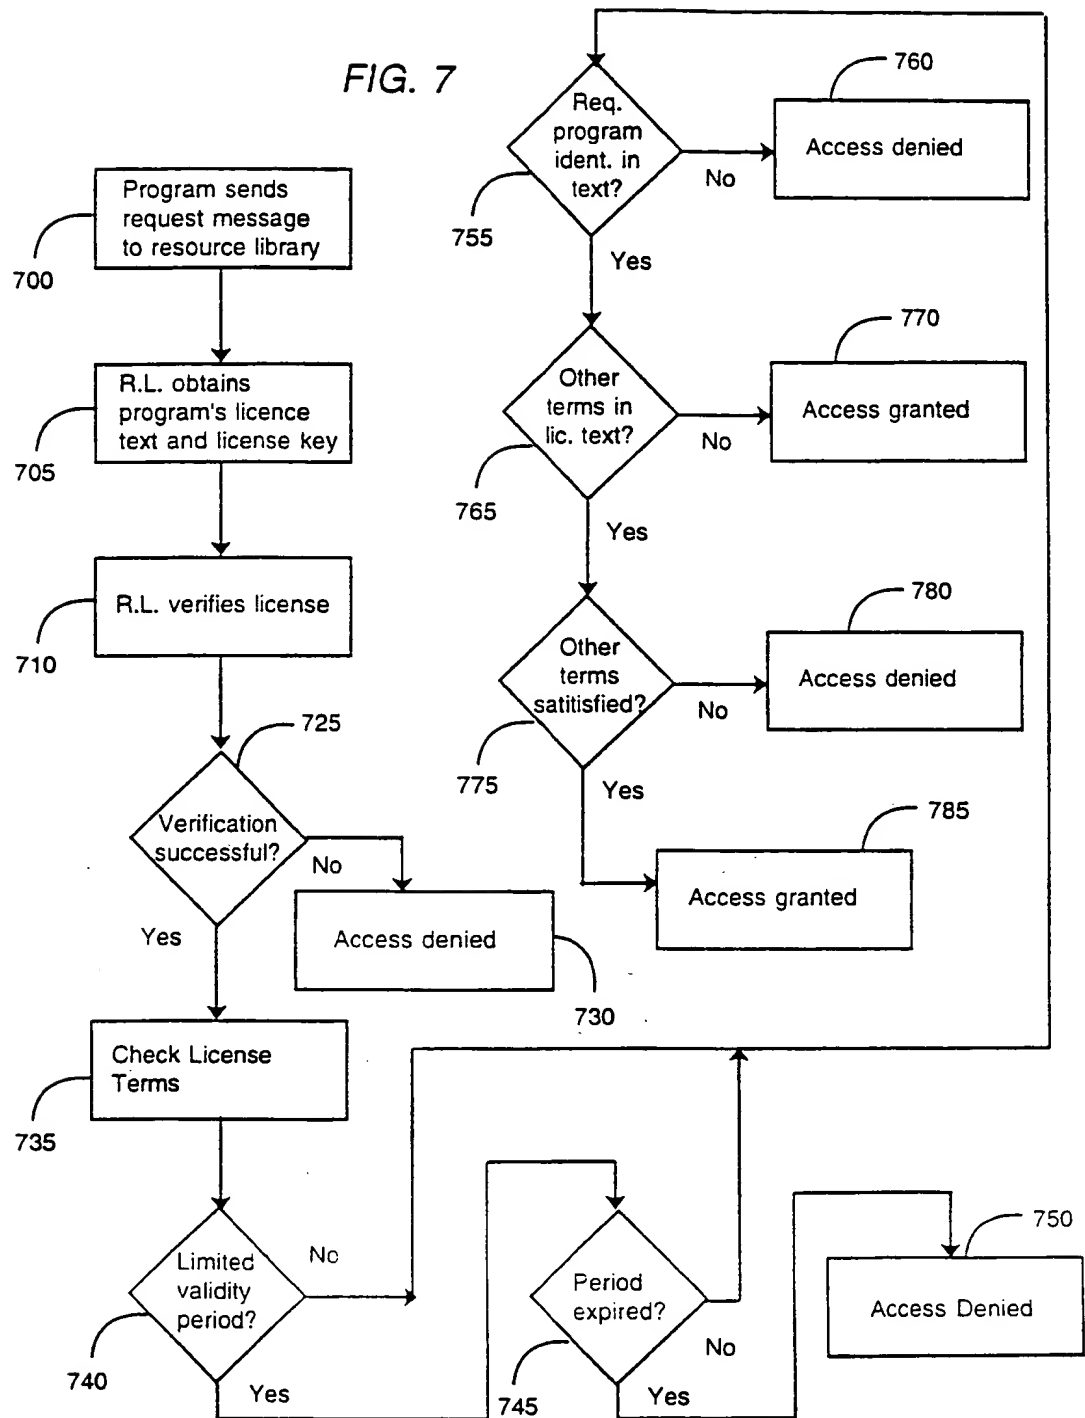 FIG. 7
Program sends
request message
to resource library
700
R.L. obtains
program's licence
text and license key
705
R.L. verifies license
710
725
Verification
successful?
No
Yes
Access denied
730
Check License
Terms
735
Limited
validity
period?
No
740
Yes
Period
expired?
No
745
Yes
750
Access Denied
Req.
program
ident. in
text?
755
No
Yes
760
Access denied
Other
terms in
lic. text?
765
No
Yes
770
Access granted
Other
terms
satitisfied?
775
No
Yes
780
Access denied
785
Access granted